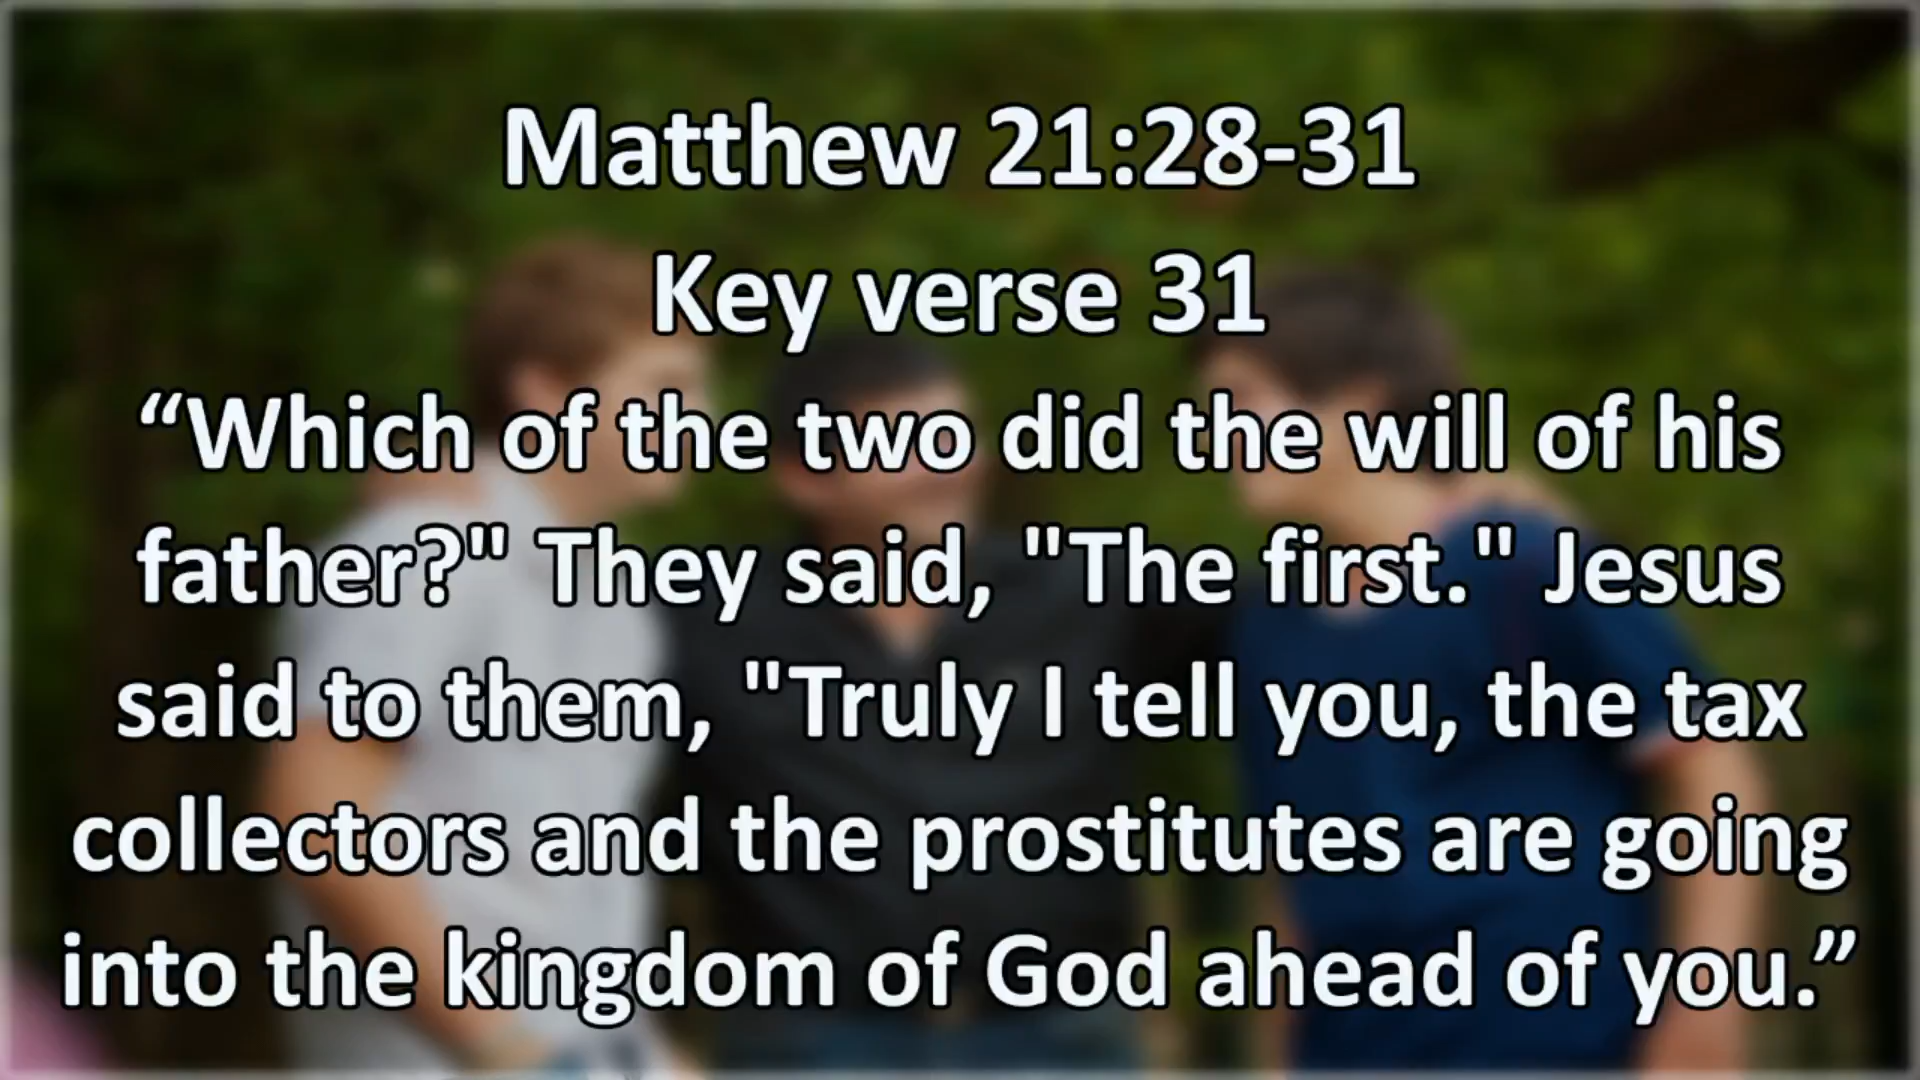 Matthew 21:28-31
Key verse 31
“Which of the two did the will of his
father?" They said, "The first." Jesus
said to them, "Truly I tell you, the tax
collectors and the prostitutes are going
into the kingdom of God ahead of you.”